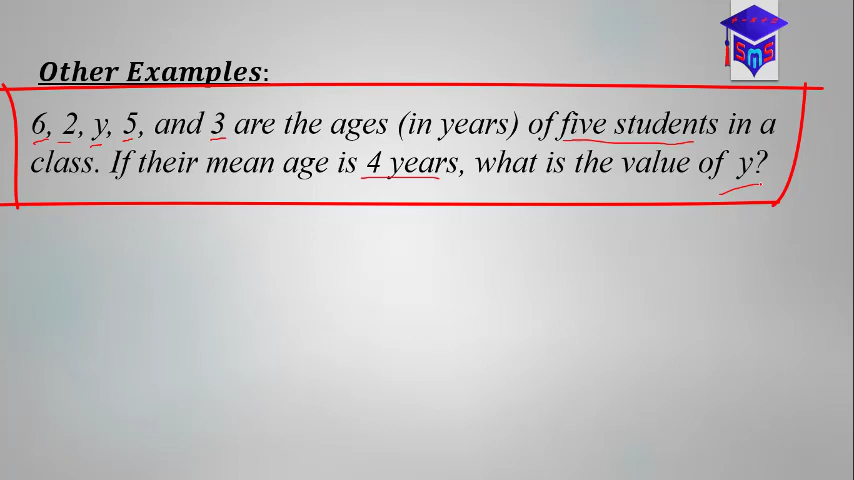 Other Examples:
6, 2, y, 5, and 3 are the ages (in years) of five students in a
class. If their mean age is 4 years, what is the value of y?
+ - × ÷ =
SMS